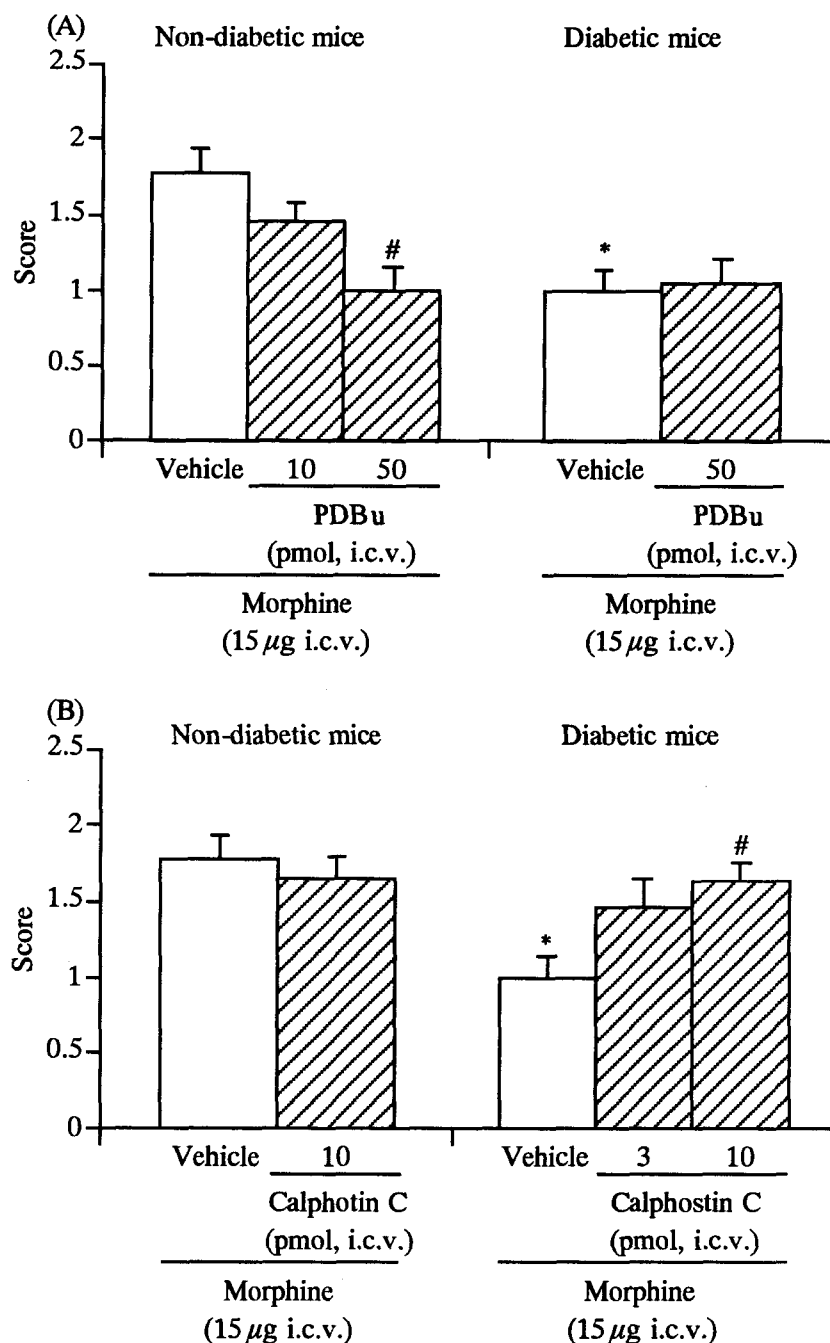 (A)
Non-diabetic mice Diabetic mice
2.5
2
1.5
1
0.5
0
Score
#
*
Vehicle 10 50 Vehicle 50
PDBu PDBu
(pmol, i.c.v.) (pmol, i.c.v.)
Morphine Morphine
(15 μg i.c.v.) (15 μg i.c.v.)
(B)
Non-diabetic mice Diabetic mice
2.5
2
1.5
1
0.5
0
Score
*
#
Vehicle 10 Vehicle 3 10
Calphotin C Calphostin C
(pmol, i.c.v.) (pmol, i.c.v.)
Morphine Morphine
(15 μg i.c.v.) (15 μg i.c.v.)